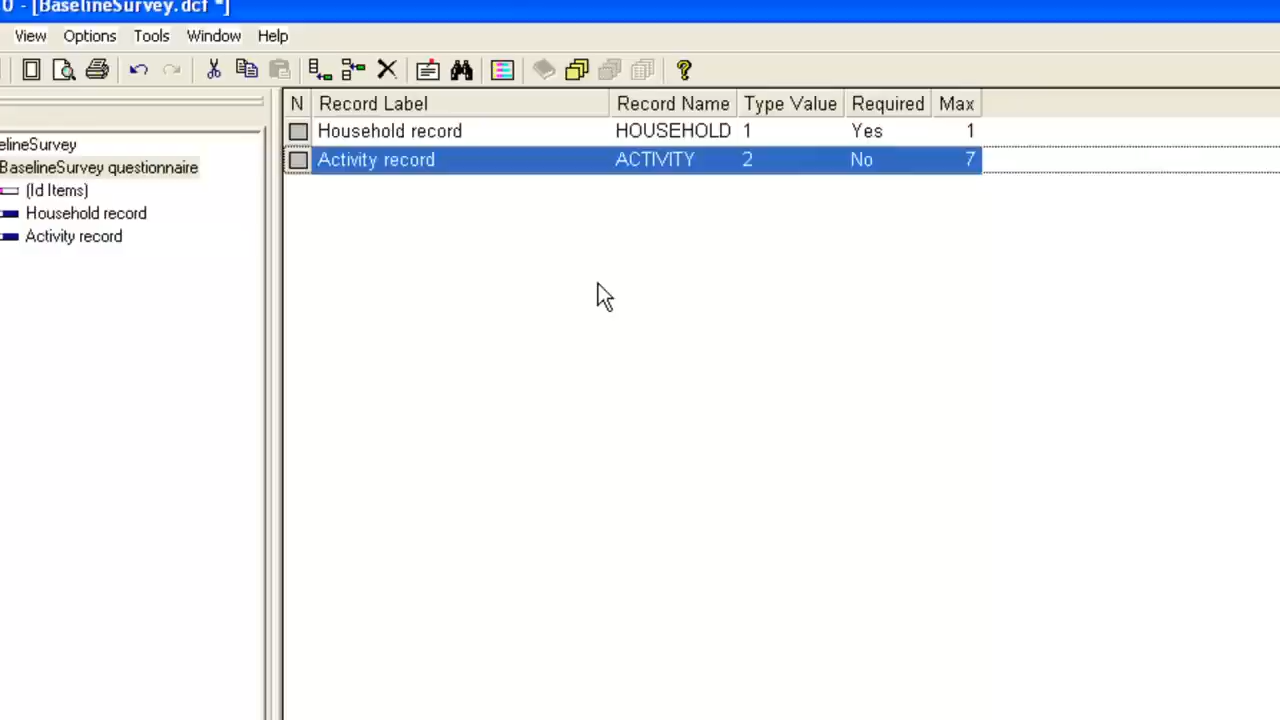 0 - [BaselineSurvey.dcf *]
View Options Tools Window Help
N Record Label Record Name Type Value Required Max
Household record HOUSEHOLD 1 Yes 1
Activity record ACTIVITY 2 No 7
elineSurvey
BaselineSurvey questionnaire
(Id Items)
Household record
Activity record